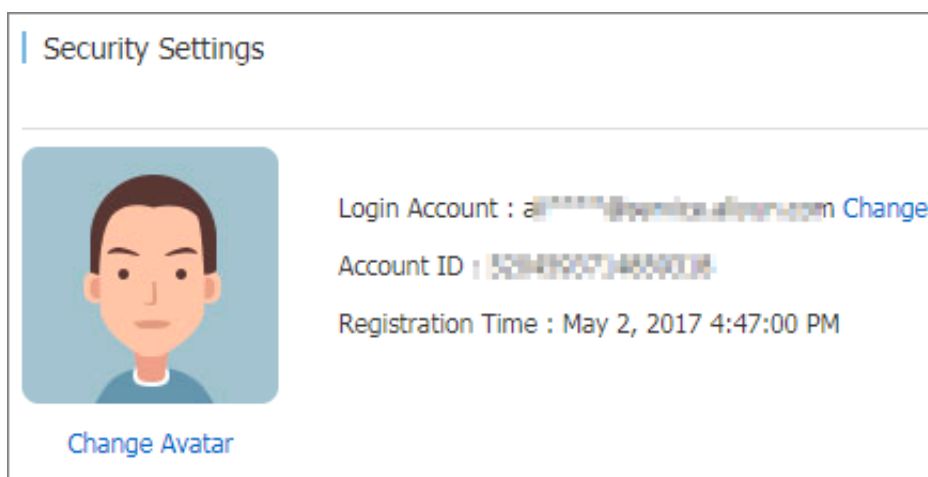 Security Settings
Login Account : Change
Account ID :
Registration Time : May 2, 2017 4:47:00 PM
Change Avatar